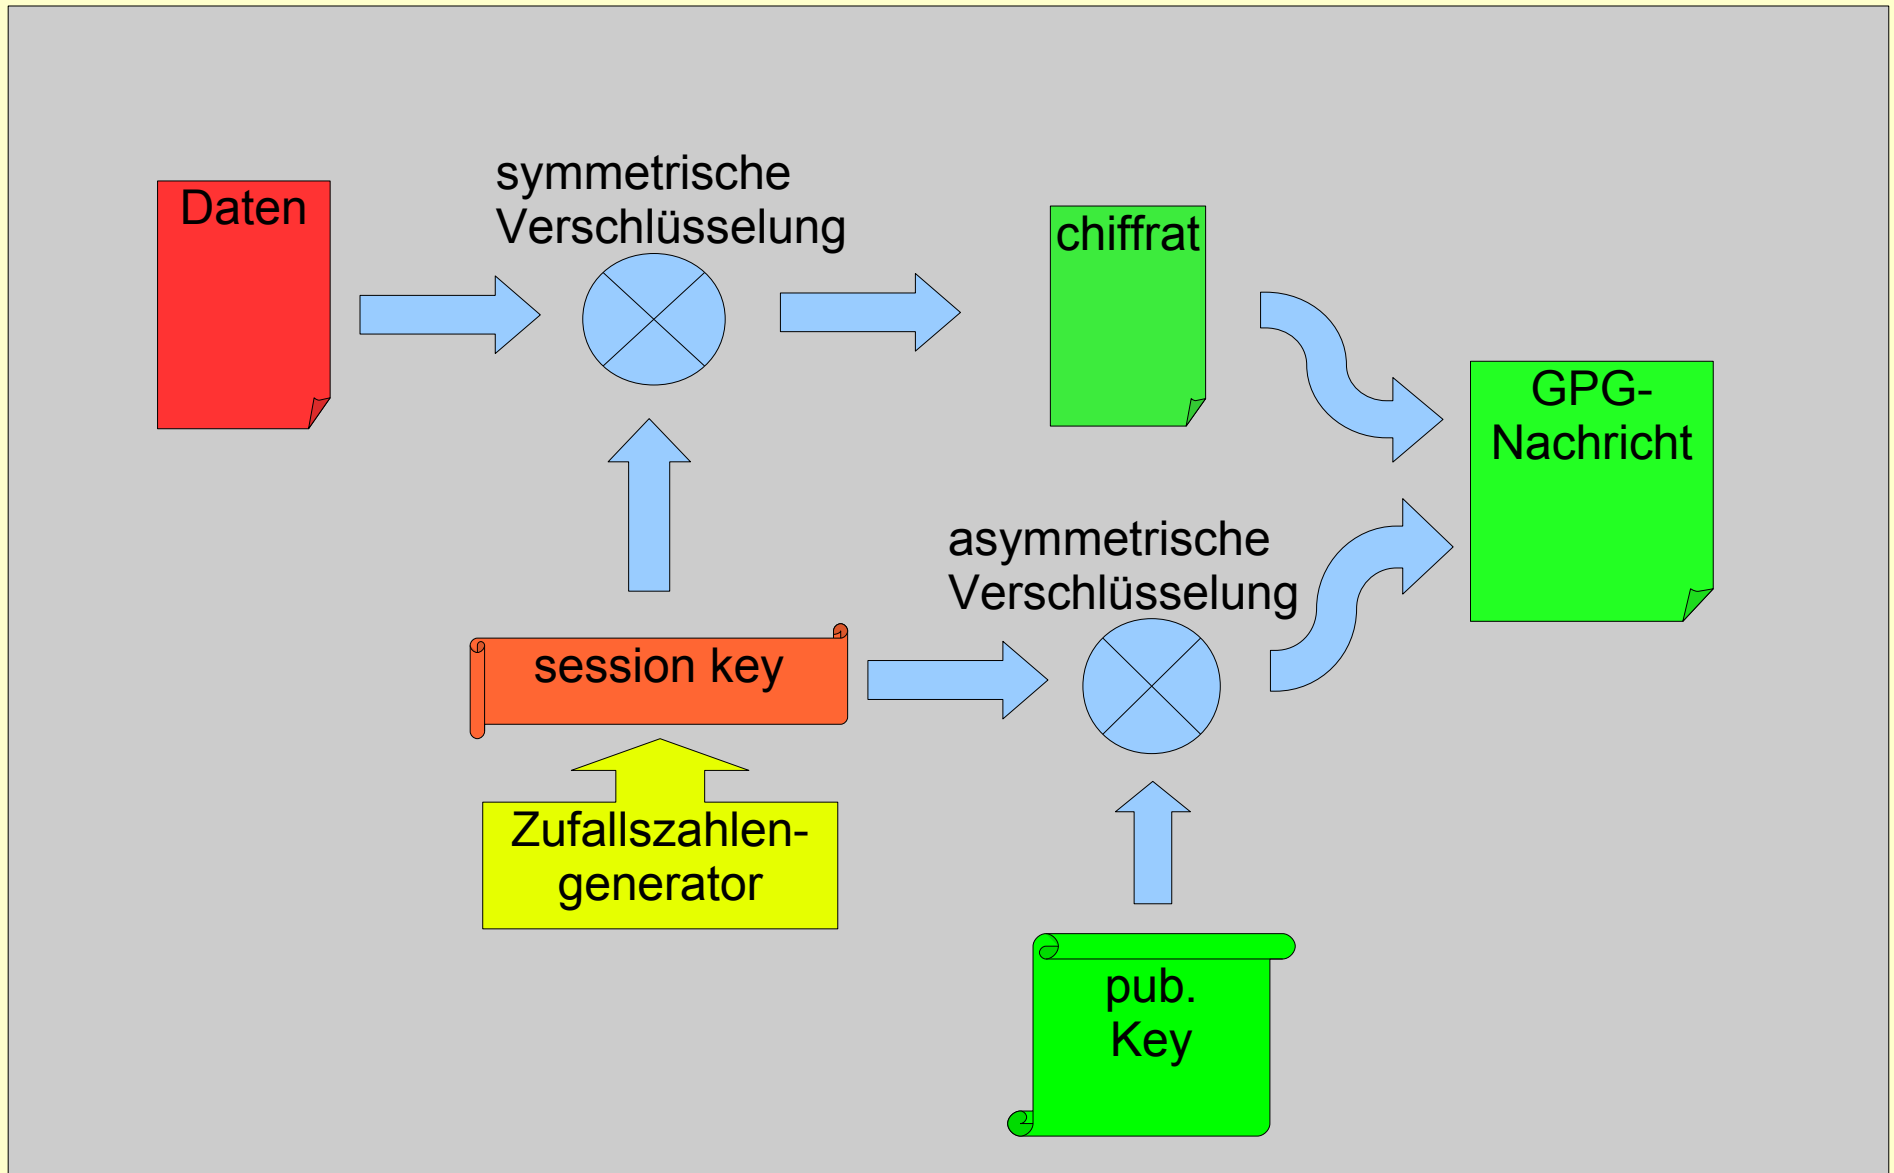 Daten
symmetrische
Verschlüsselung
chiffrat
GPG-
Nachricht
asymmetrische
Verschlüsselung
session key
Zufallszahlen-
generator
pub.
Key